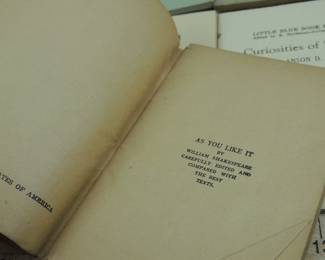 LITTLE BLUE BOOK
Curiosities of
ATES OF AMERICA
AS YOU LIKE IT
BY
WILLIAM SHAKESPEARE
CAREFULLY EDITED AND
COMPARED WITH
THE BEST
TEXTS.